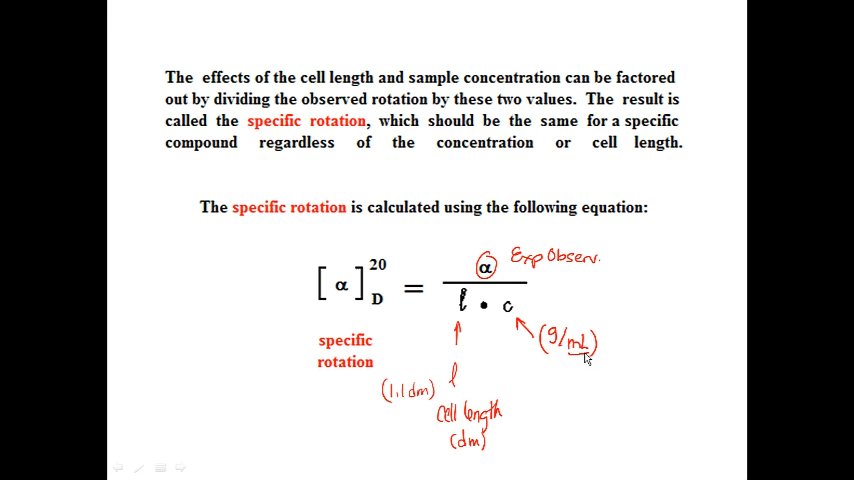 The effects of the cell length and sample concentration can be factored
out by dividing the observed rotation by these two values. The result is
called the specific rotation, which should be the same for a specific
compound regardless of the concentration or cell length.
The specific rotation is calculated using the following equation:
[α]20 D = α / l • c
Exp Observ.
(g/mL)
specific
rotation
l
(1,1dm)
cell length
(dm)